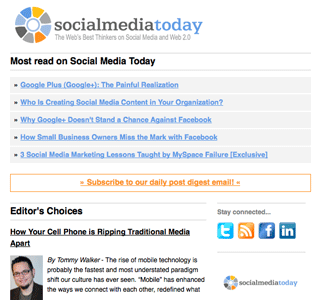 socialmediatoday
The Web's Best Thinkers on Social Media and Web 2.0
Most read on Social Media Today
» Google Plus (Google+): The Painful Realization
» Who Is Creating Social Media Content in Your Organization?
» Why Google+ Doesn't Stand a Chance Against Facebook
» How Small Business Owners Miss the Mark with Facebook
» 3 Social Media Marketing Lessons Taught by MySpace Failure [Exclusive]
» Subscribe to our daily post digest email! «
Editor's Choices
How Your Cell Phone is Ripping Traditional Media
Apart
By Tommy Walker - The rise of mobile technology is
probably the fastest and most understated paradigm
shift our culture has ever seen. "Mobile" has enhanced
the ways we connect with each other, redefined what
Stay connected...
socialmediatoday